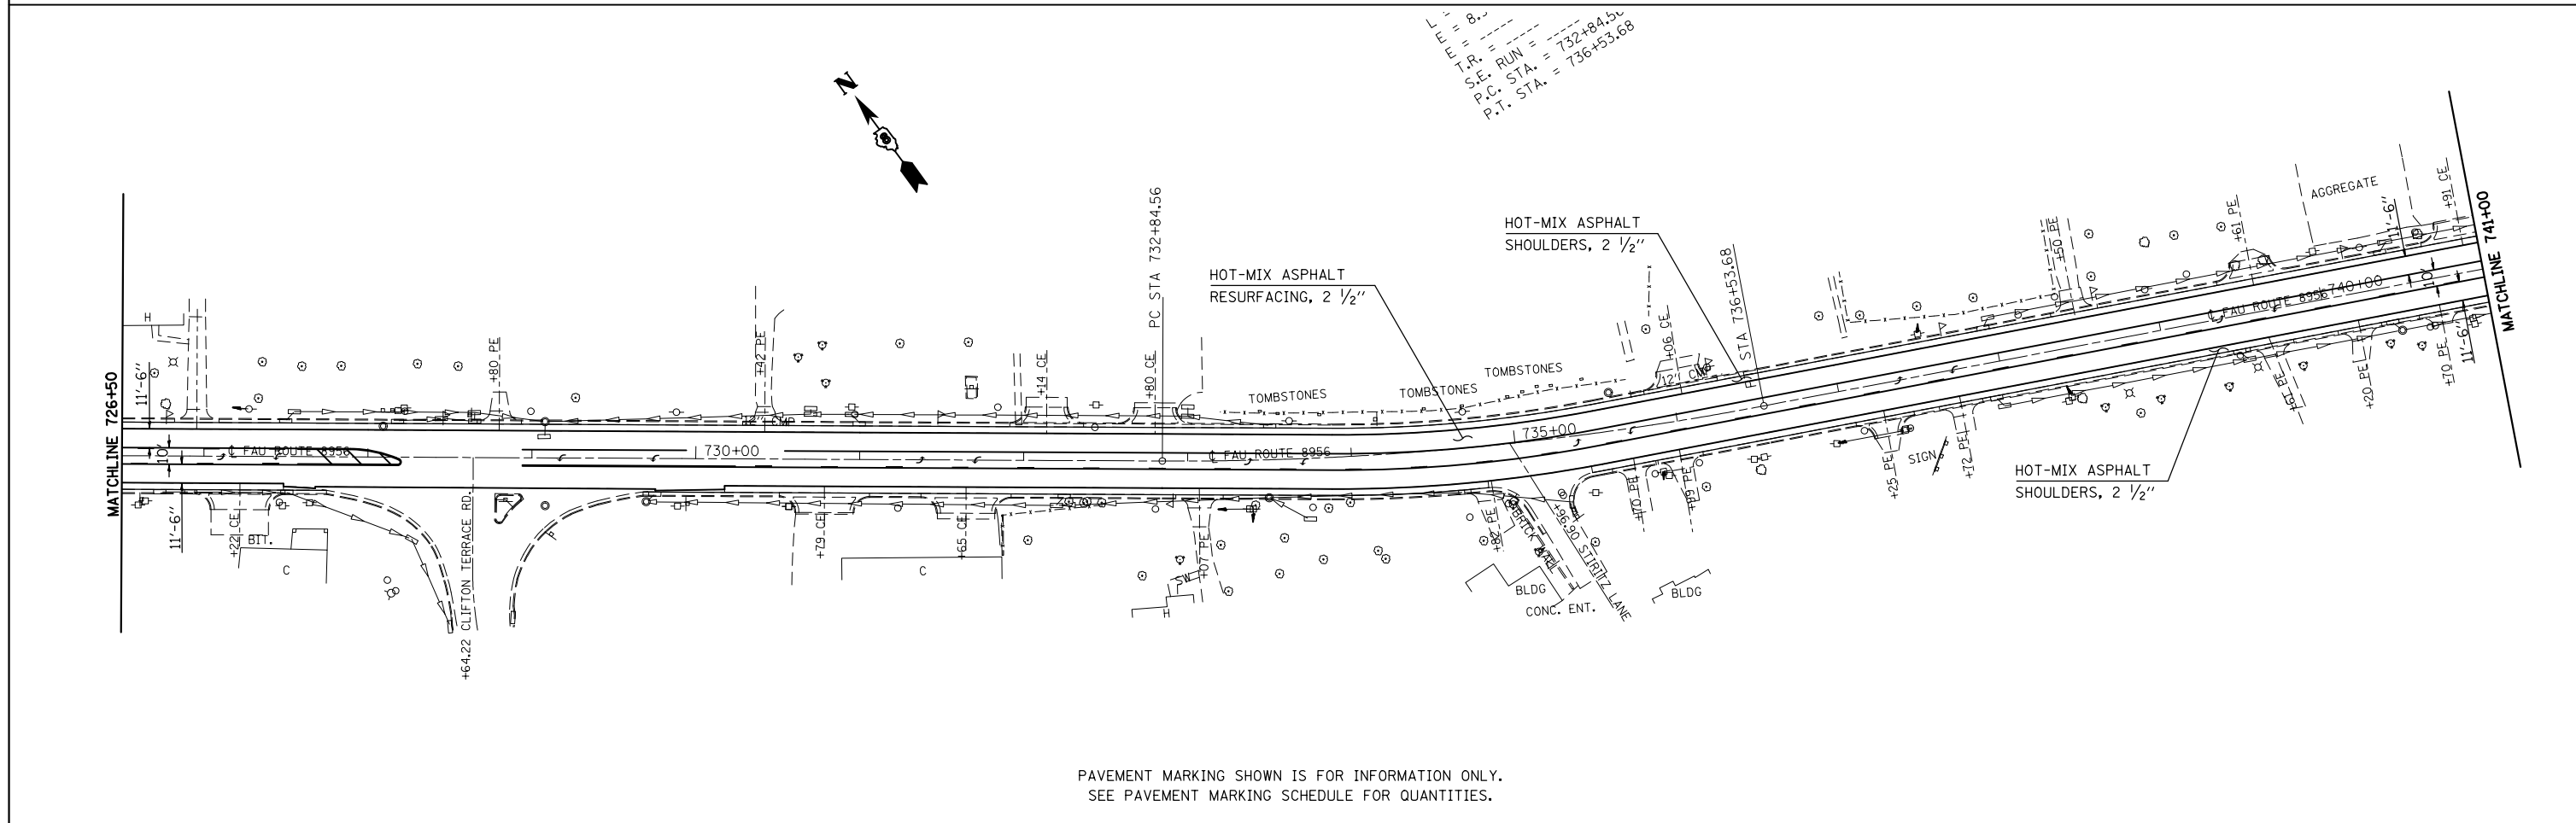 E = 8.
E = -----
T.R. = -----
S.E. RUN = -----
P.C. STA. = 732+84.56
P.T. STA. = 736+53.68
N
MATCHLINE 726+50
MATCHLINE 741+00
PC STA 732+84.56
HOT-MIX ASPHALT
RESURFACING, 2 1/2"
HOT-MIX ASPHALT
SHOULDERS, 2 1/2"
STA 736+53.68
AGGREGATE
+91 CE
+61 PE
+50 PE
+06 CE
12" CMP
TOMBSTONES
TOMBSTONES
TOMBSTONES
+80 CE
+14 CE
+42 PE
+80 PE
12" CMP
H
11'-6"
10'
11'-6"
℄ FAU ROUTE 8956
730+00
℄ FAU ROUTE 8956
735+00
℄ FAU ROUTE 8956
740+00
11'-6"
10'
11'-6"
+22 CE
BIT.
C
+64.22 CLIFTON TERRACE RD.
P
+79 CE
C
+65 CE
SW
H
+07 PE
+82 PE
BRICK WALL
+96.90 STIRITZ LANE
BLDG
CONC. ENT.
BLDG
+70 PE
+99 PE
+25 PE
SIGN
+72 PE
HOT-MIX ASPHALT
SHOULDERS, 2 1/2"
+61 PE
+20 PE
+70 PE
PAVEMENT MARKING SHOWN IS FOR INFORMATION ONLY.
SEE PAVEMENT MARKING SCHEDULE FOR QUANTITIES.